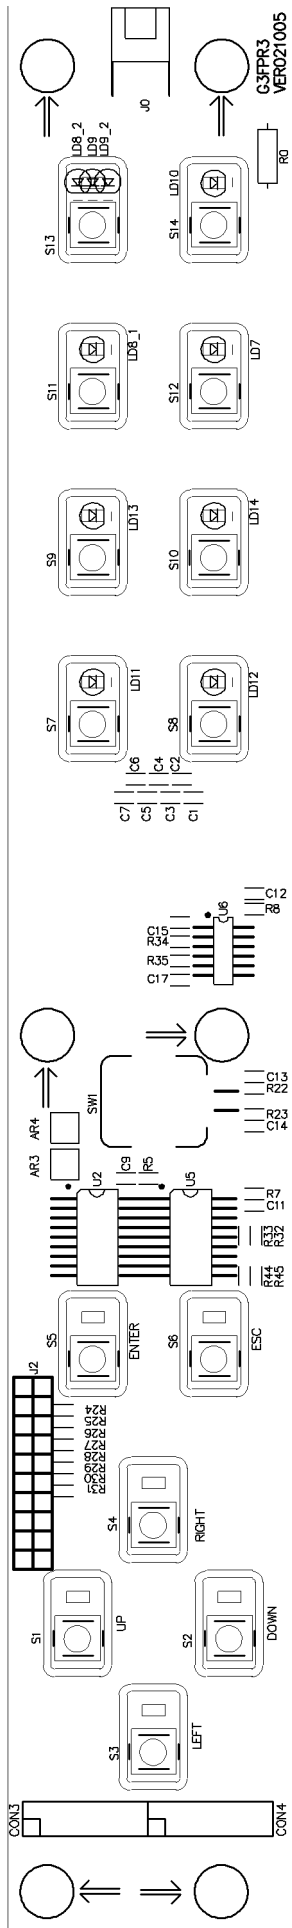 G3FPR3
VER021005
J0
R0
LD8_2
LD9
LD9_2
LD10
S13
S14
LD8_1
LD7
S11
S12
LD13
LD14
S9
S10
LD11
LD12
S7
S8
C6
C4
C2
C7
C5
C3
C1
C12
R8
U6
C15
R34
R35
C17
SW1
C13
R22
R23
C14
AR4
AR3
C9
R5
U2
U5
R7
C11
R33
R32
R44
R45
S5
ENTER
S6
ESC
J2
R24
R25
R26
R27
R28
R29
R30
R31
S4
RIGHT
S1
UP
S2
DOWN
S3
LEFT
CON3
CON4